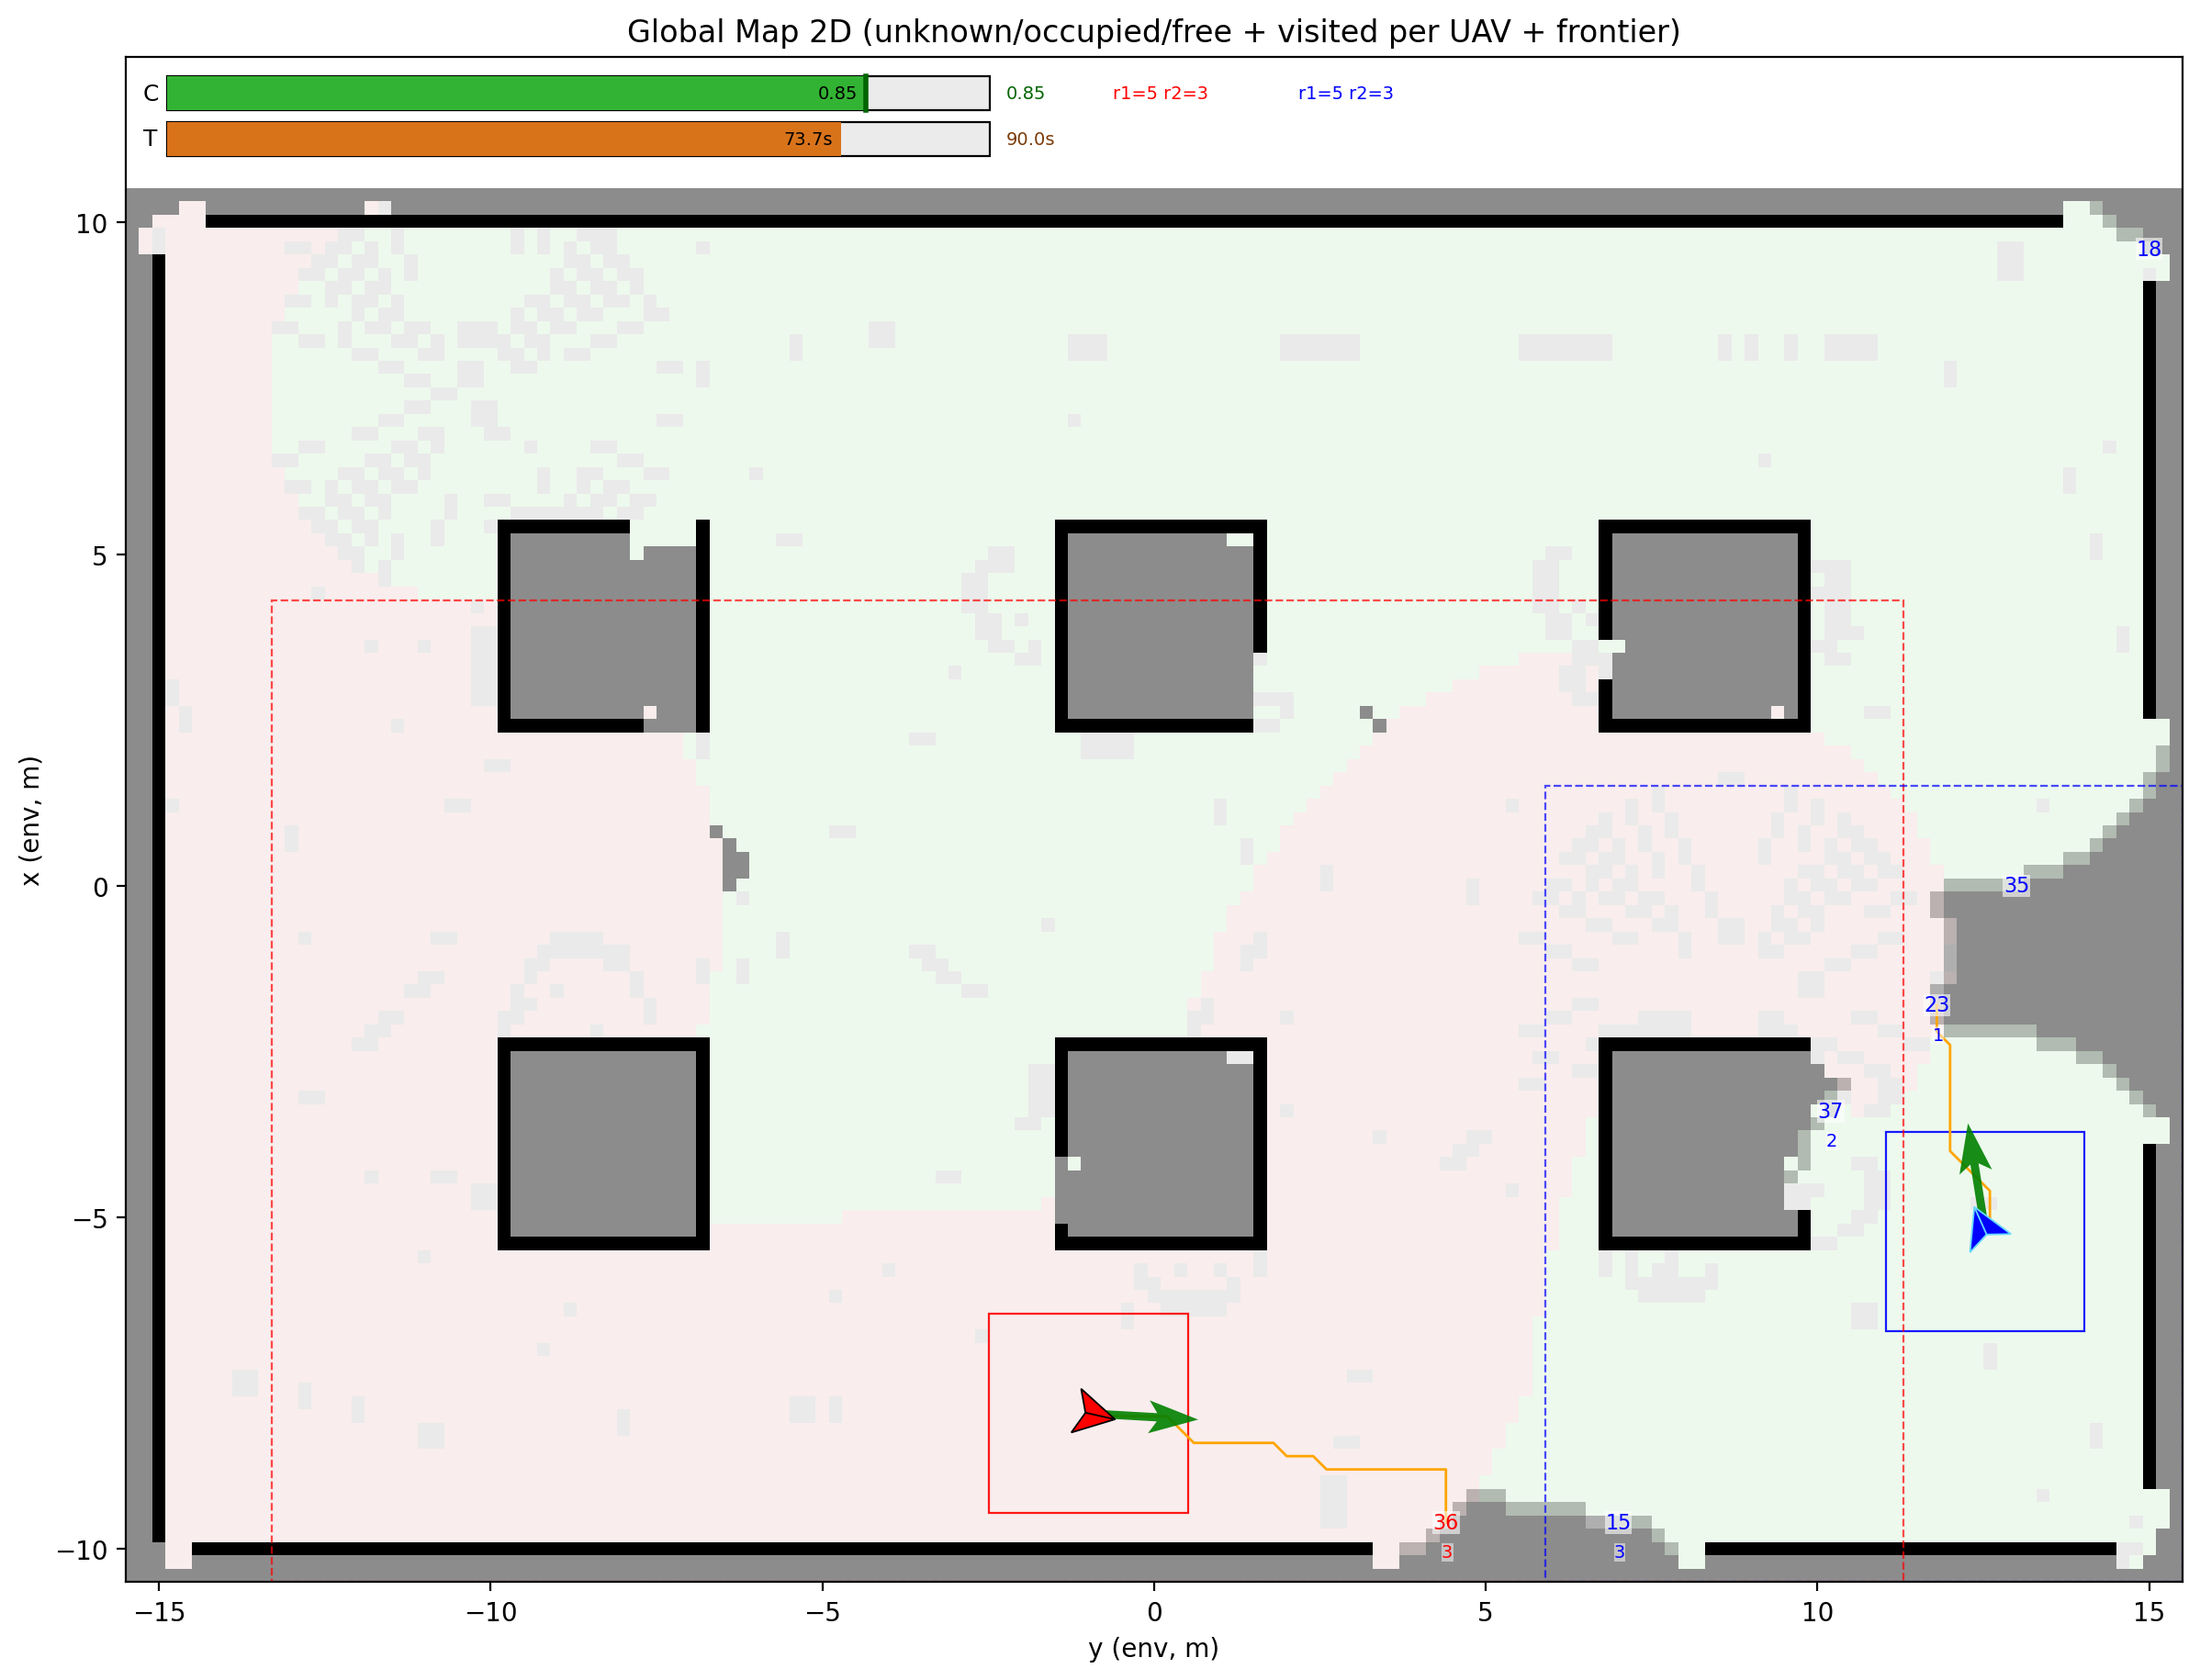 Global Map 2D (unknown/occupied/free + visited per UAV + frontier)
C 0.85 0.85 r1=5 r2=3 r1=5 r2=3
T 73.7s 90.0s
10
18
5
35
0
23
1
37
2
−5
36 15
−10 3 3
−15 −10 −5 0 5 10 15
x (env, m)
y (env, m)